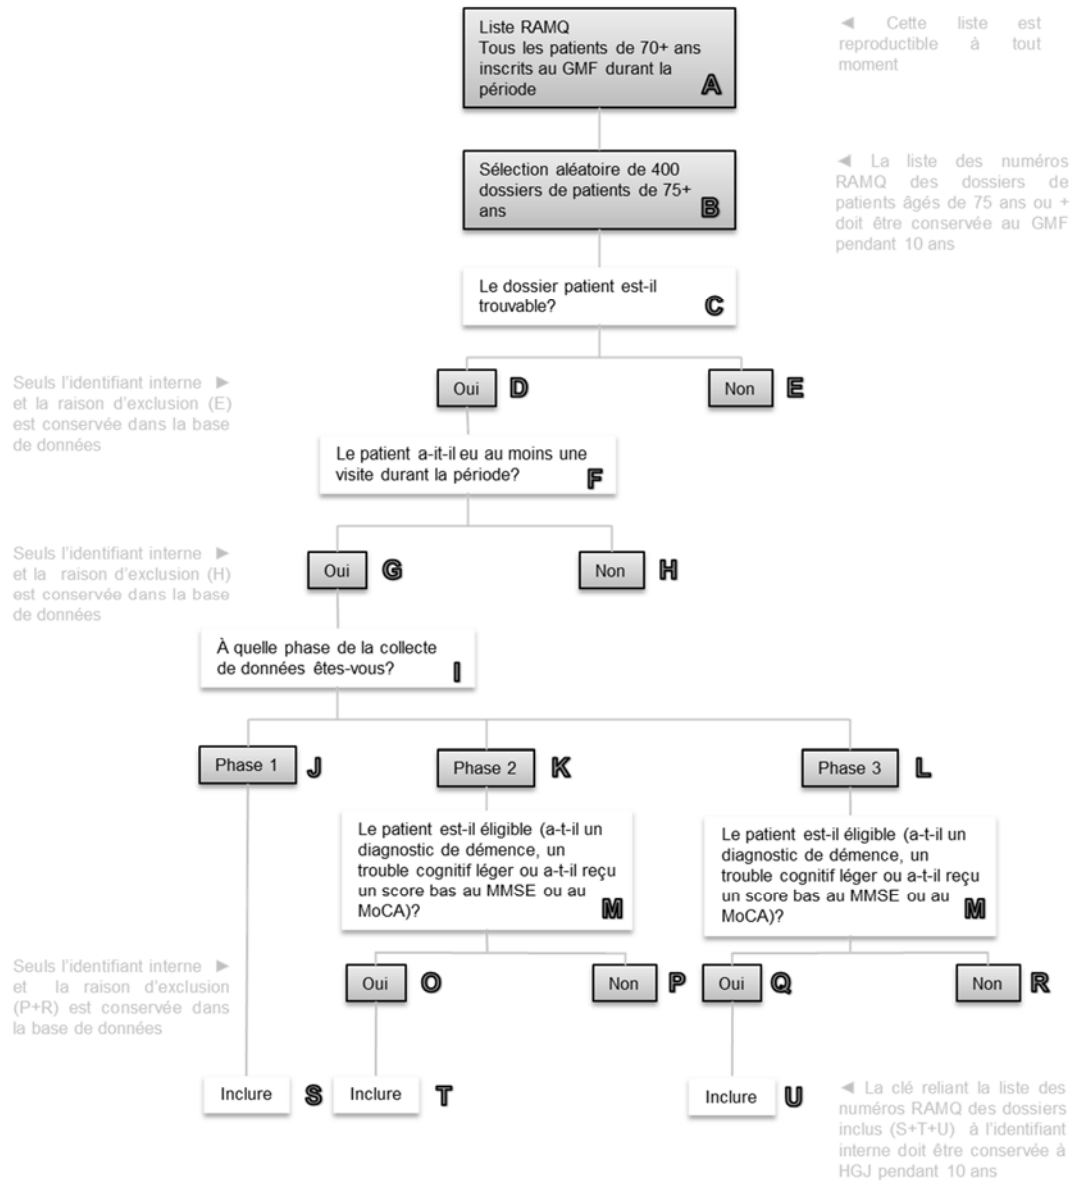 Liste RAMQ
Tous les patients de 70+ ans
inscrits au GMF durant la
période
A
◄ Cette liste est
reproductible à tout
moment
Sélection aléatoire de 400
dossiers de patients de 75+
ans
B
◄ La liste des numéros
RAMQ des dossiers de
patients âgés de 75 ans ou +
doit être conservée au GMF
pendant 10 ans
Le dossier patient est-il
trouvable?
C
Seuls l'identifiant interne ►
et la raison d'exclusion (E)
est conservée dans la base
de données
Oui D
Non E
Le patient a-it-il eu au moins une
visite durant la période?
F
Seuls l'identifiant interne ►
et la raison d'exclusion (H)
est conservée dans la base
de données
Oui G
Non H
À quelle phase de la collecte
de données êtes-vous?
I
Phase 1 J
Phase 2 K
Phase 3 L
Le patient est-il éligible (a-t-il un
diagnostic de démence, un
trouble cognitif léger ou a-t-il reçu
un score bas au MMSE ou au
MoCA)?
M
Le patient est-il éligible (a-t-il un
diagnostic de démence, un
trouble cognitif léger ou a-t-il reçu
un score bas au MMSE ou au
MoCA)?
M
Seuls l'identifiant interne ►
et la raison d'exclusion
(P+R) est conservée dans
la base de données
Oui O
Non P
Oui Q
Non R
Inclure S
Inclure T
Inclure U
◄ La clé reliant la liste des
numéros RAMQ des dossiers
inclus (S+T+U) à l'identifiant
interne doit être conservée à
HGJ pendant 10 ans